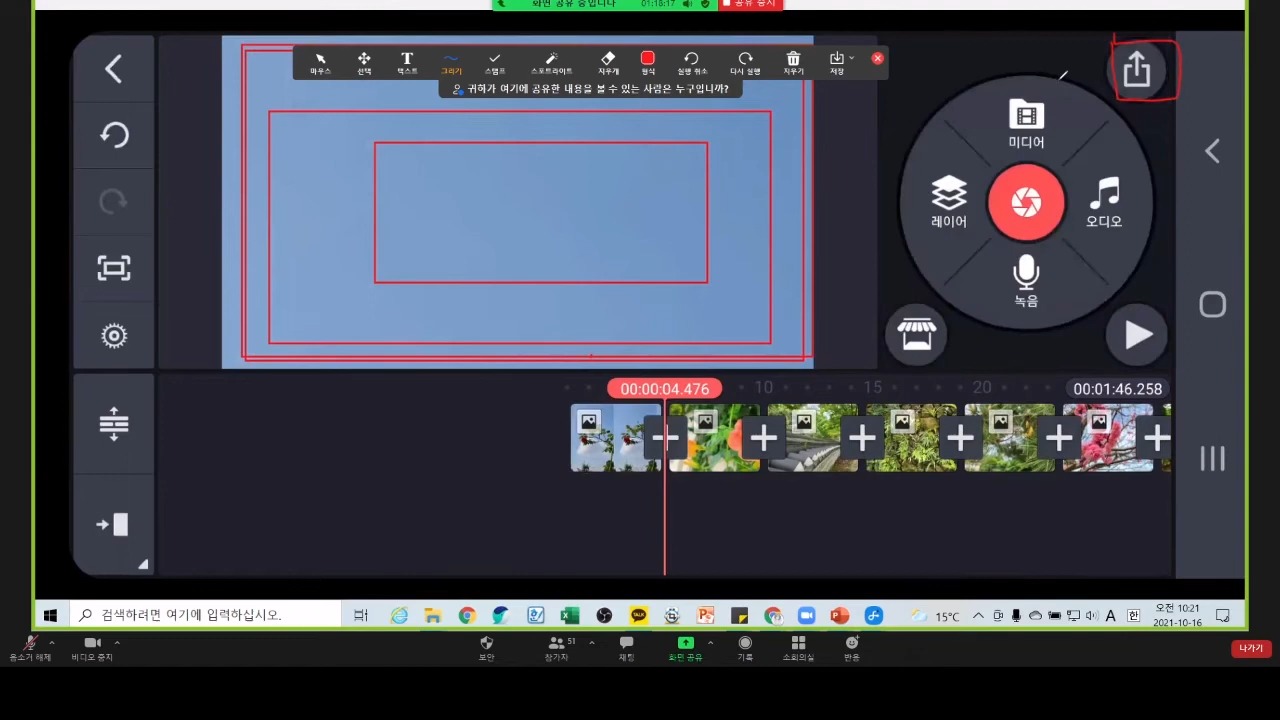 화면 공유 중입니다 01:18:17 공유 중지
마우스 선택 텍스트 그리기 스탬프 스포트라이트 지우개 형식 실행 취소 다시 실행 지우기 저장
귀하가 여기에 공유한 내용을 볼 수 있는 사람은 누구입니까?
미디어
레이어
오디오
녹음
00:00:04.476 10 15 20 00:01:46.258
검색하려면 여기에 입력하십시오.
TALK
15°C
A
한
오전 10:21
2021-10-16
음소거 해제 비디오 중지 보안 참가자 51 채팅 화면 공유 기록 소회의실 반응 나가기